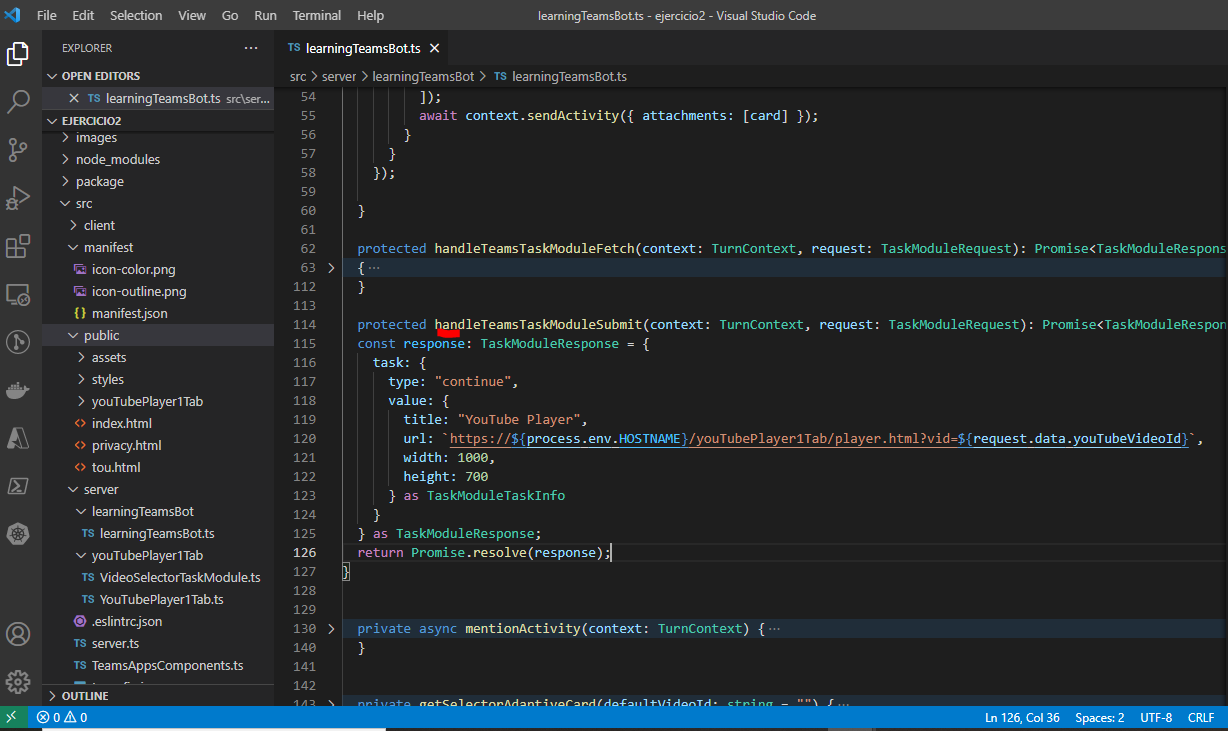 File Edit Selection View Go Run Terminal Help learningTeamsBot.ts - ejercicio2 - Visual Studio Code
EXPLORER ···
OPEN EDITORS
TS learningTeamsBot.ts src\ser...
EJERCICIO2
images
node_modules
package
src
client
manifest
icon-color.png
icon-outline.png
{} manifest.json
public
assets
styles
youTubePlayer1Tab
<> index.html
<> privacy.html
<> tou.html
server
learningTeamsBot
TS learningTeamsBot.ts
youTubePlayer1Tab
TS VideoSelectorTaskModule.ts
TS YouTubePlayer1Tab.ts
.eslintrc.json
TS server.ts
TS TeamsAppsComponents.ts
OUTLINE
TS learningTeamsBot.ts
src > server > learningTeamsBot > TS learningTeamsBot.ts
54 ]);
55 await context.sendActivity({ attachments: [card] });
56 }
57 }
58 });
59
60 }
61
62 protected handleTeamsTaskModuleFetch(context: TurnContext, request: TaskModuleRequest): Promise<TaskModuleRespons
63 { ···
112 }
113
114 protected handleTeamsTaskModuleSubmit(context: TurnContext, request: TaskModuleRequest): Promise<TaskModuleRespon
115 const response: TaskModuleResponse = {
116 task: {
117 type: "continue",
118 value: {
119 title: "YouTube Player",
120 url: `https://${process.env.HOSTNAME}/youTubePlayer1Tab/player.html?vid=${request.data.youTubeVideoId}`,
121 width: 1000,
122 height: 700
123 } as TaskModuleTaskInfo
124 }
125 } as TaskModuleResponse;
126 return Promise.resolve(response);
127 }
128
129
130 private async mentionActivity(context: TurnContext) { ···
140 }
141
142
143 private getSelectorAdaptiveCard(defaultVideoId: string = "") { ···
0 0 Ln 126, Col 36 Spaces: 2 UTF-8 CRLF